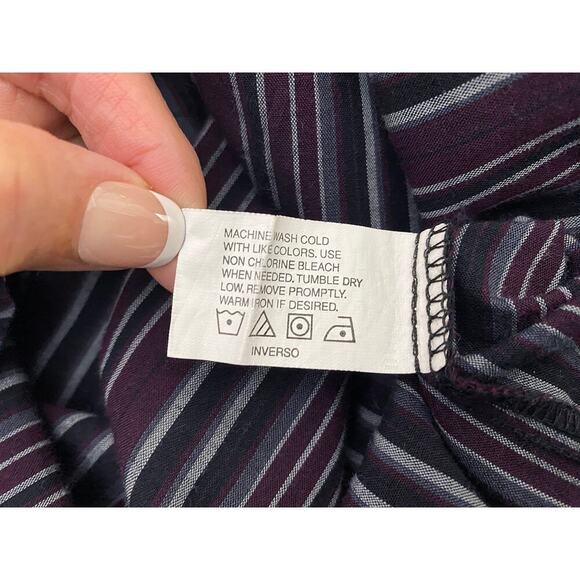 MACHINE WASH COLD
WITH LIKE COLORS. USE
NON CHLORINE BLEACH
WHEN NEEDED. TUMBLE DRY
LOW, REMOVE PROMPTLY.
WARM IRON IF DESIRED.
INVERSO